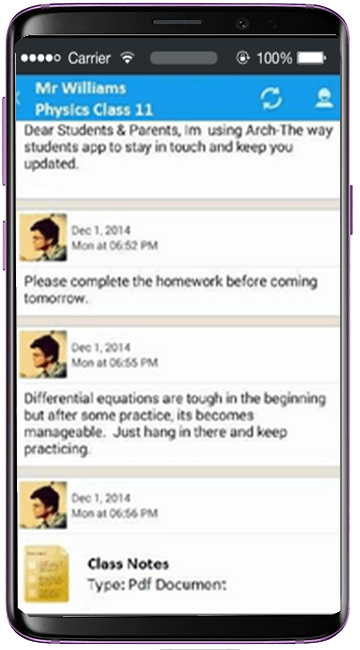 Carrier 100%
Mr Williams
Physics Class 11
Dear Students & Parents, Im using Arch-The way
students app to stay in touch and keep you
updated.
Dec 1, 2014
Mon at 06:52 PM
Please complete the homework before coming
tomorrow.
Dec 1, 2014
Mon at 06:55 PM
Differential equations are tough in the beginning
but after some practice, its becomes
manageable. Just hang in there and keep
practicing.
Dec 1, 2014
Mon at 06:56 PM
Class Notes
Type: Pdf Document